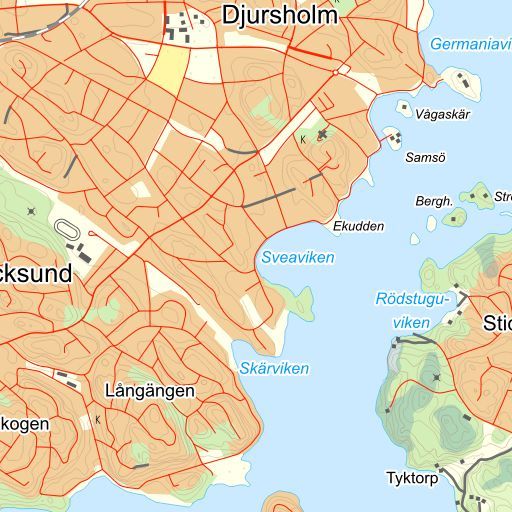 Djursholm
Germaniavi
Vågaskär
K
Samsö
Bergh.
Str
Ekudden
Sveaviken
cksund
Rödstugu-
viken
Stic
Skärviken
Långängen
K
kogen
Tyktorp